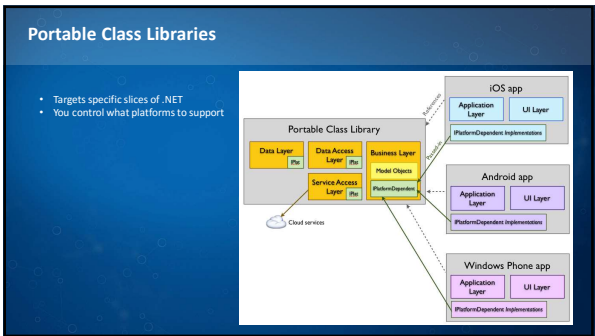 Portable Class Libraries
• Targets specific slices of .NET
• You control what platforms to support
Portable Class Library
Data Layer
IPlat
Data Access
Layer
IPlat
Service Access
Layer
IPlat
Business Layer
Model Objects
IPlatformDependent
Cloud services
References
Passed-in
iOS app
Application
Layer
UI Layer
IPlatformDependent Implementations
Android app
Application
Layer
UI Layer
IPlatformDependent Implementations
Windows Phone app
Application
Layer
UI Layer
IPlatformDependent Implementations